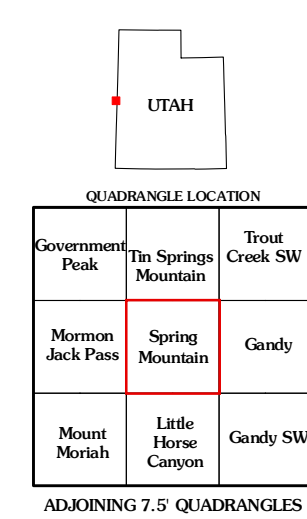 UTAH
QUADRANGLE LOCATION
Government
Peak
Tin Springs
Mountain
Trout
Creek SW
Mormon
Jack Pass
Spring
Mountain
Gandy
Mount
Moriah
Little
Horse
Canyon
Gandy SW
ADJOINING 7.5' QUADRANGLES